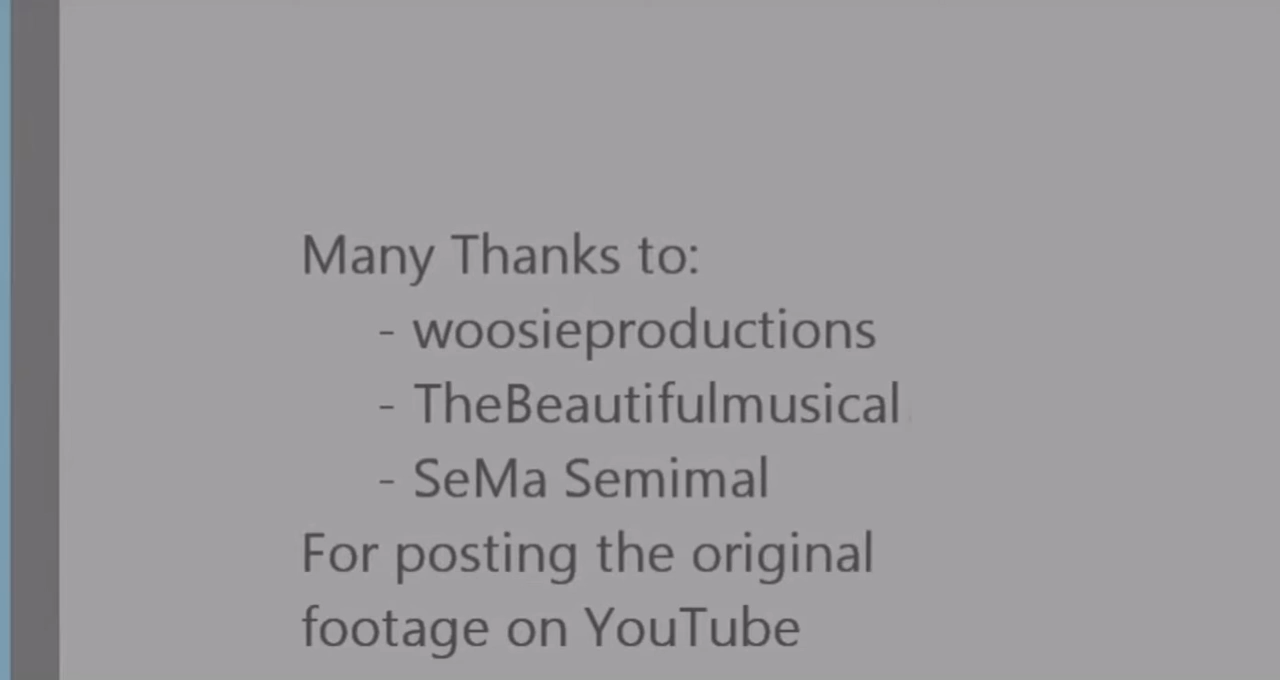 Many Thanks to:
- woosieproductions
- TheBeautifulmusical
- SeMa Semimal
For posting the original
footage on YouTube